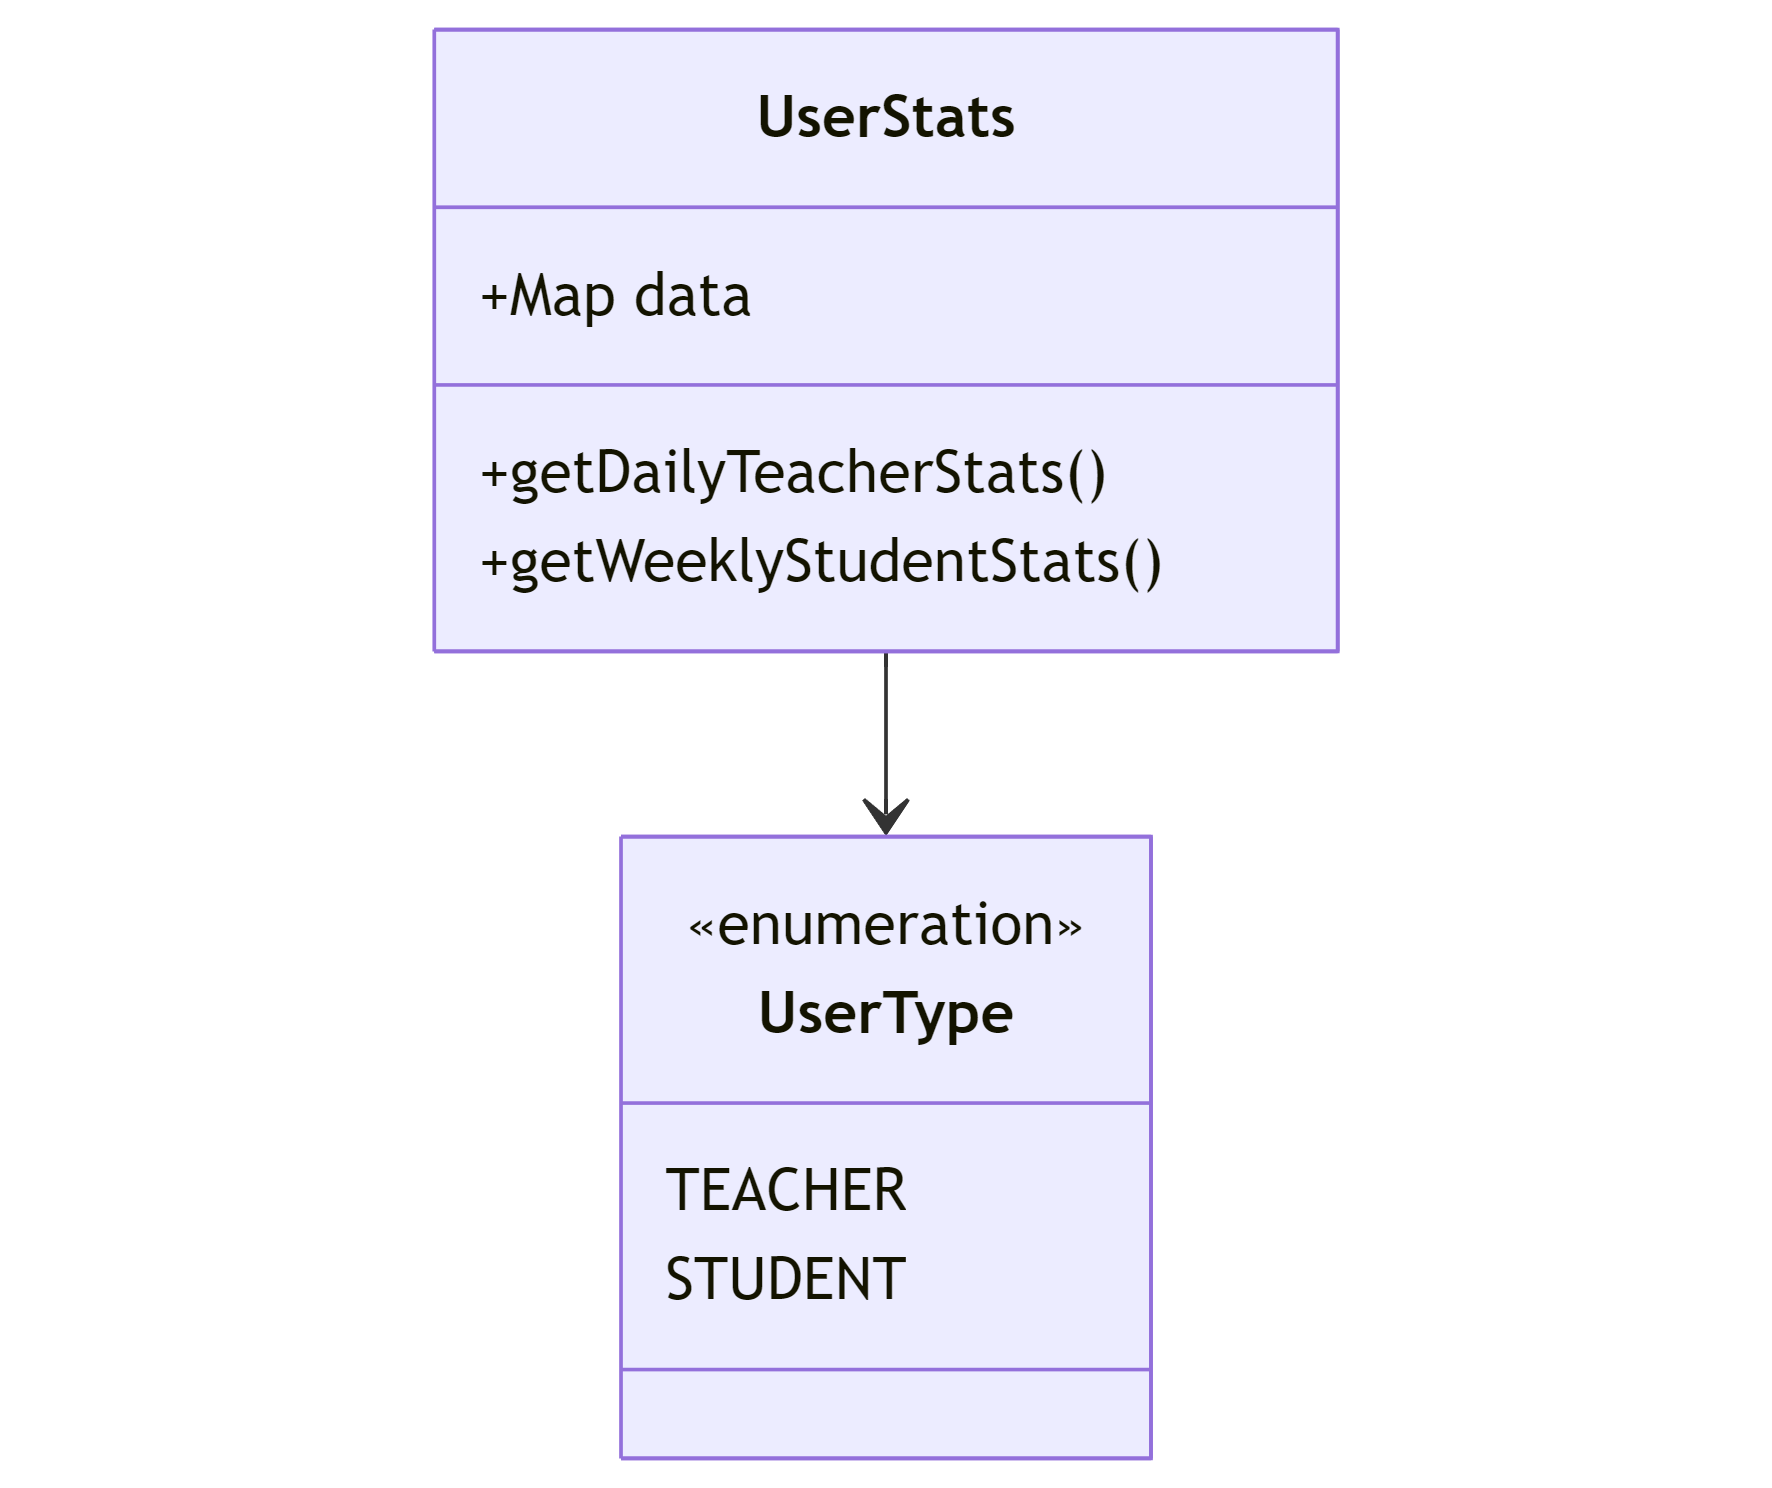 UserStats
+Map data
+getDailyTeacherStats()
+getWeeklyStudentStats()
«enumeration»
UserType
TEACHER
STUDENT